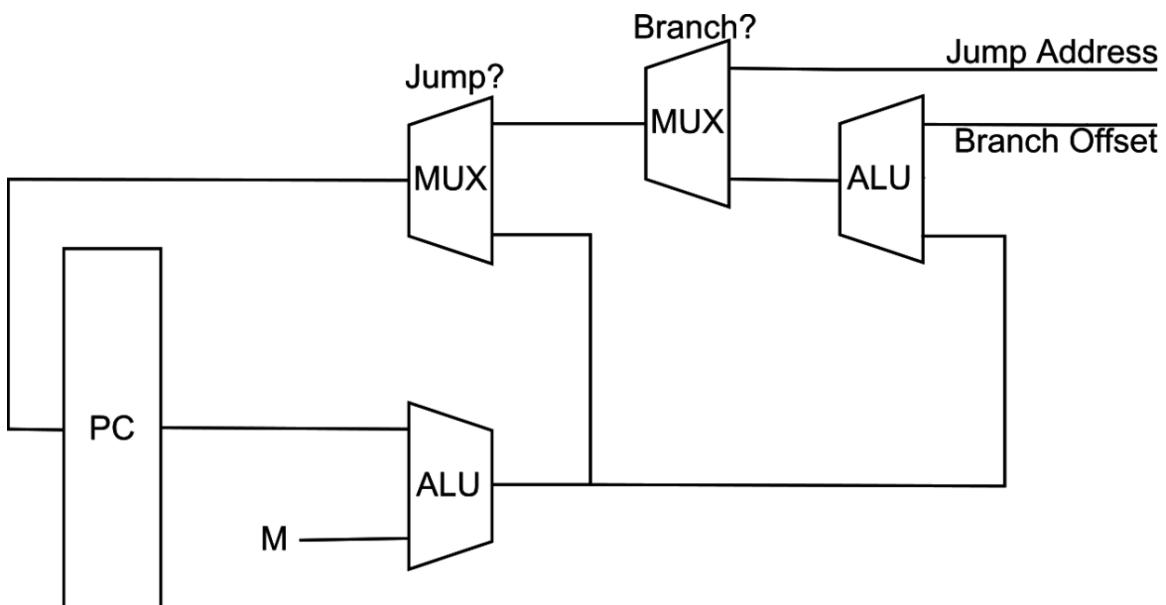 Branch?
Jump Address
Jump?
MUX
Branch Offset
MUX
ALU
PC
ALU
M